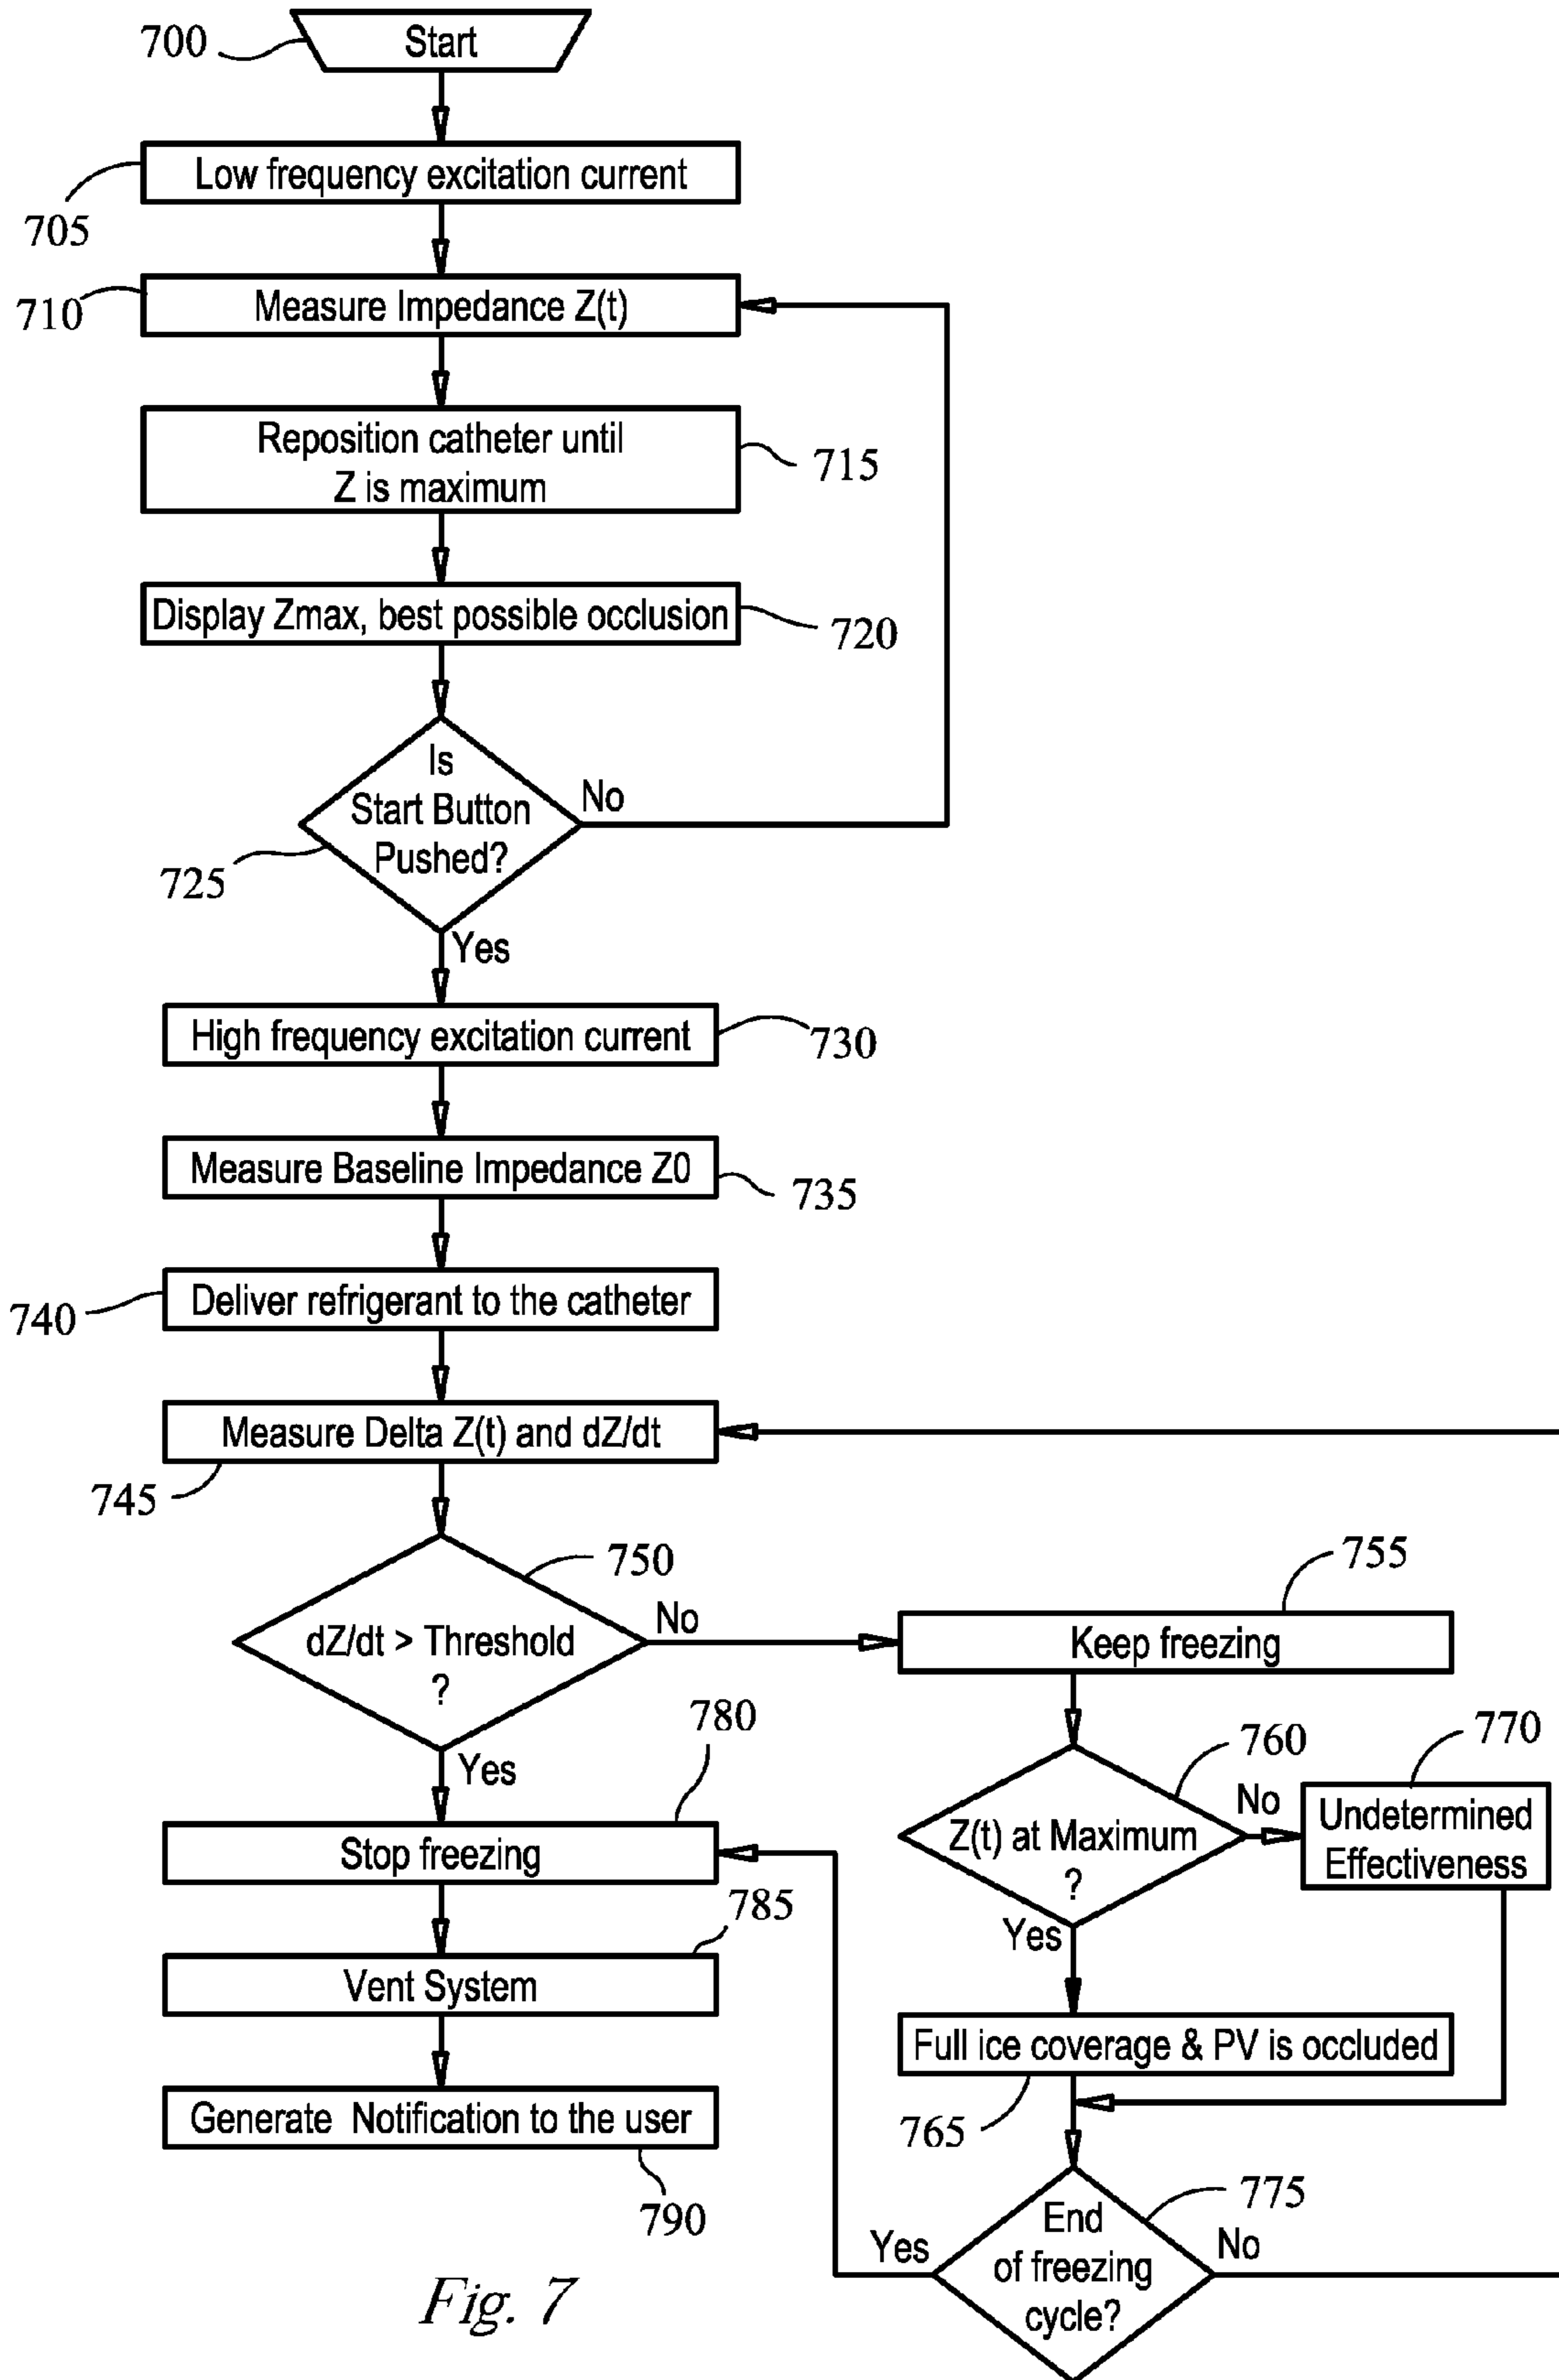 700
Start
Low frequency excitation current
705
Measure Impedance Z(t)
710
Reposition catheter until
Z is maximum
715
Display Zmax, best possible occlusion
720
Is
Start Button
Pushed?
No
725
Yes
High frequency excitation current
730
Measure Baseline Impedance Z0
735
Deliver refrigerant to the catheter
740
Measure Delta Z(t) and dZ/dt
745
750
dZ/dt > Threshold
?
No
Yes
755
Keep freezing
760
Z(t) at Maximum
?
No
770
Undetermined
Effectiveness
Yes
780
Stop freezing
785
Vent System
Full ice coverage & PV is occluded
765
Generate Notification to the user
790
775
End
of freezing
cycle?
Yes
No
Fig. 7